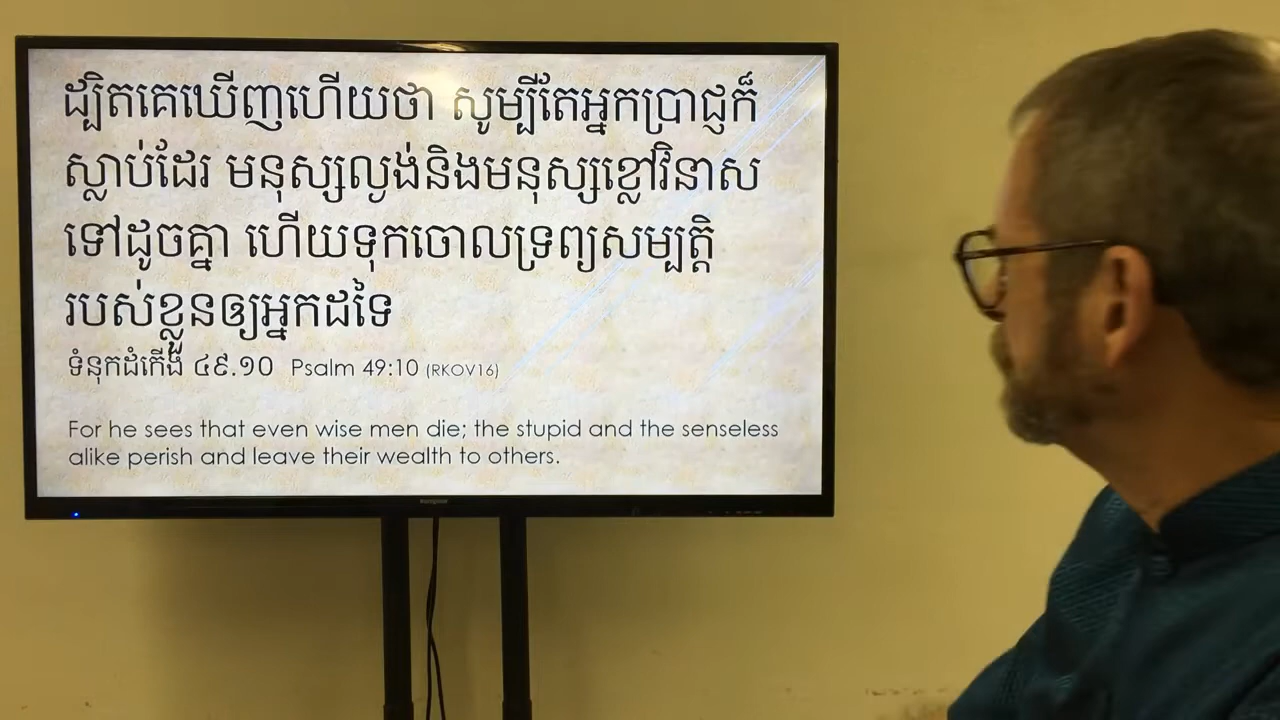 ដ្បិតគេឃើញហើយថា សូម្បីតែអ្នកប្រាជ្ញក៏
ស្លាប់ដែរ មនុស្សល្ងង់និងមនុស្សខ្លៅវិនាស
ទៅដូចគ្នា ហើយទុកចោលទ្រព្យសម្បត្តិ
របស់ខ្លួនឲ្យអ្នកដទៃ
ទំនុកដំកើង ៤៩.១០ Psalm 49:10 (RKOV16)
For he sees that even wise men die; the stupid and the senseless
alike perish and leave their wealth to others.